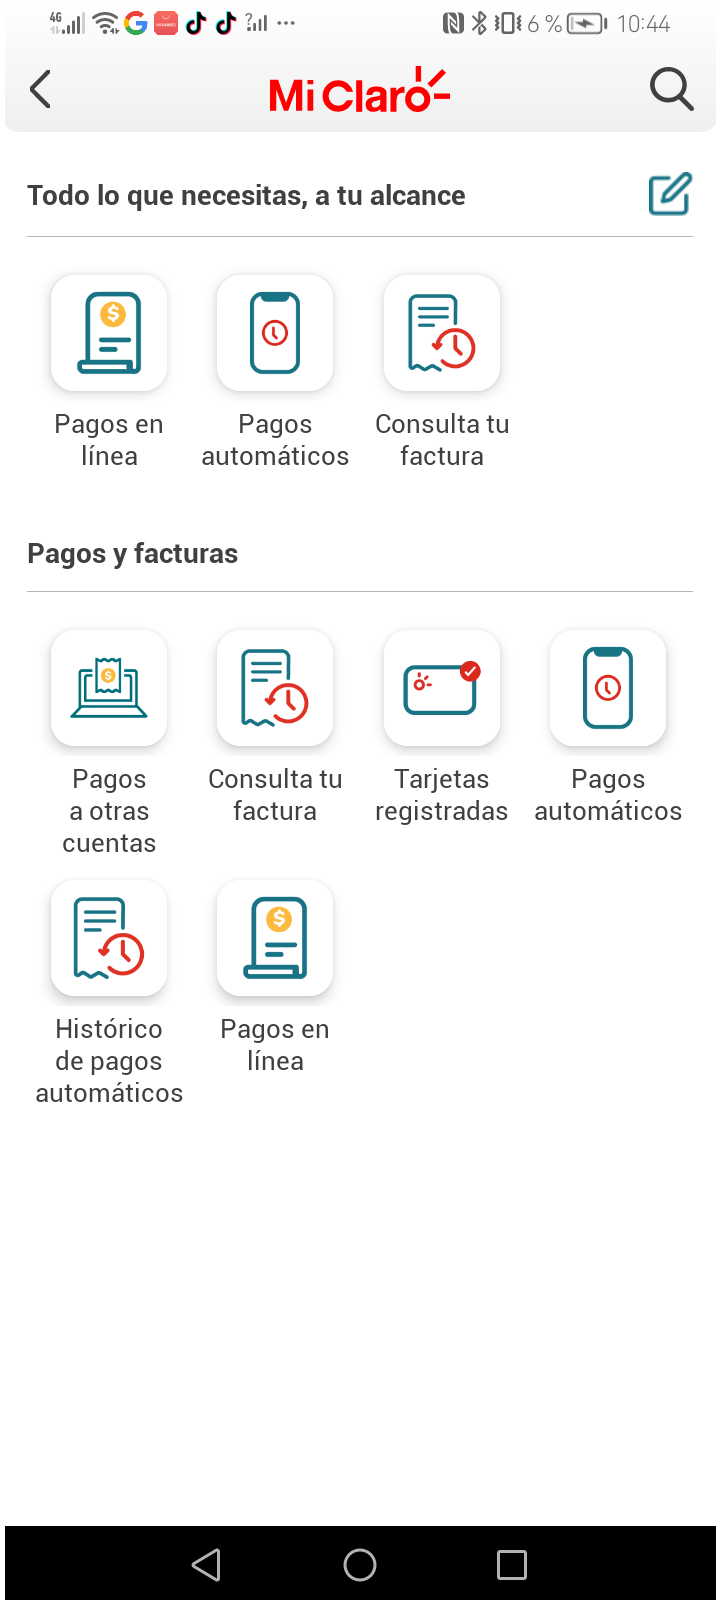 4G ? 6 % 10:44
Mi Claro
Todo lo que necesitas, a tu alcance
$
Pagos en
línea
Pagos
automáticos
Consulta tu
factura
Pagos y facturas
$
Pagos
a otras
cuentas
Consulta tu
factura
Tarjetas
registradas
Pagos
automáticos
Histórico
de pagos
automáticos
$
Pagos en
línea